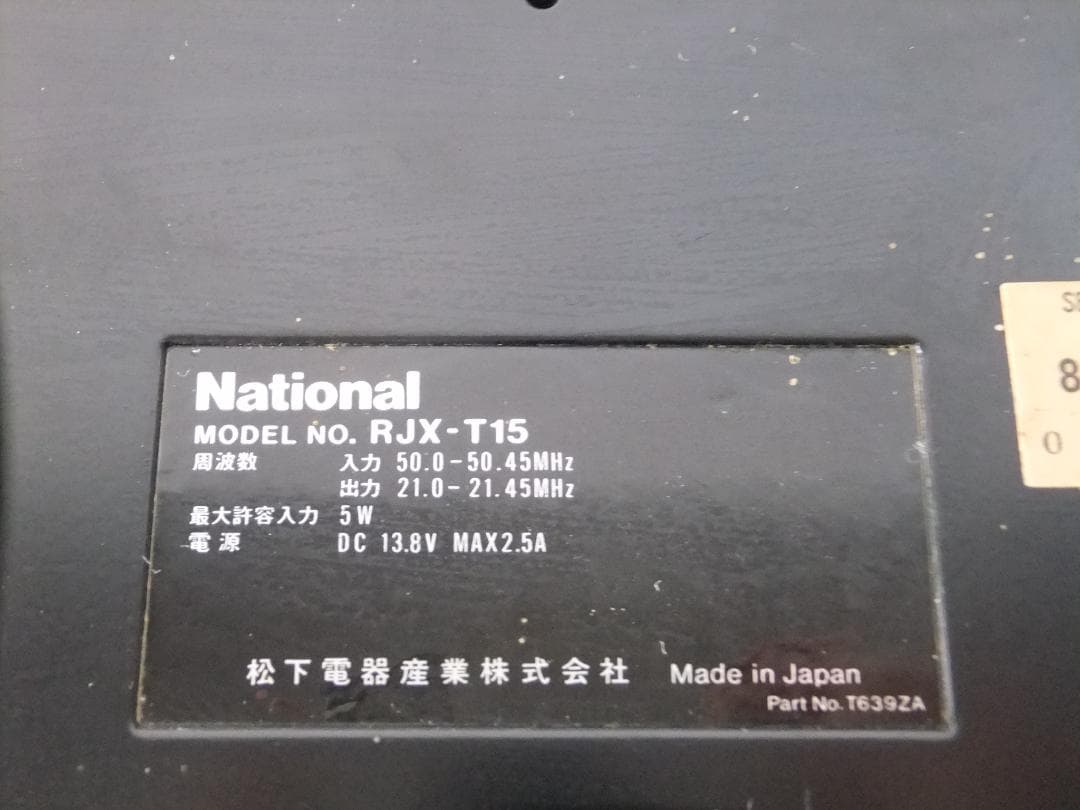 National
MODEL NO. RJX-T15
周波数 入力 50.0-50.45MHz
出力 21.0-21.45MHz
最大許容入力 5W
電源 DC 13.8V MAX2.5A
松下電器産業株式会社 Made in Japan
Part No. T639ZA
8
0